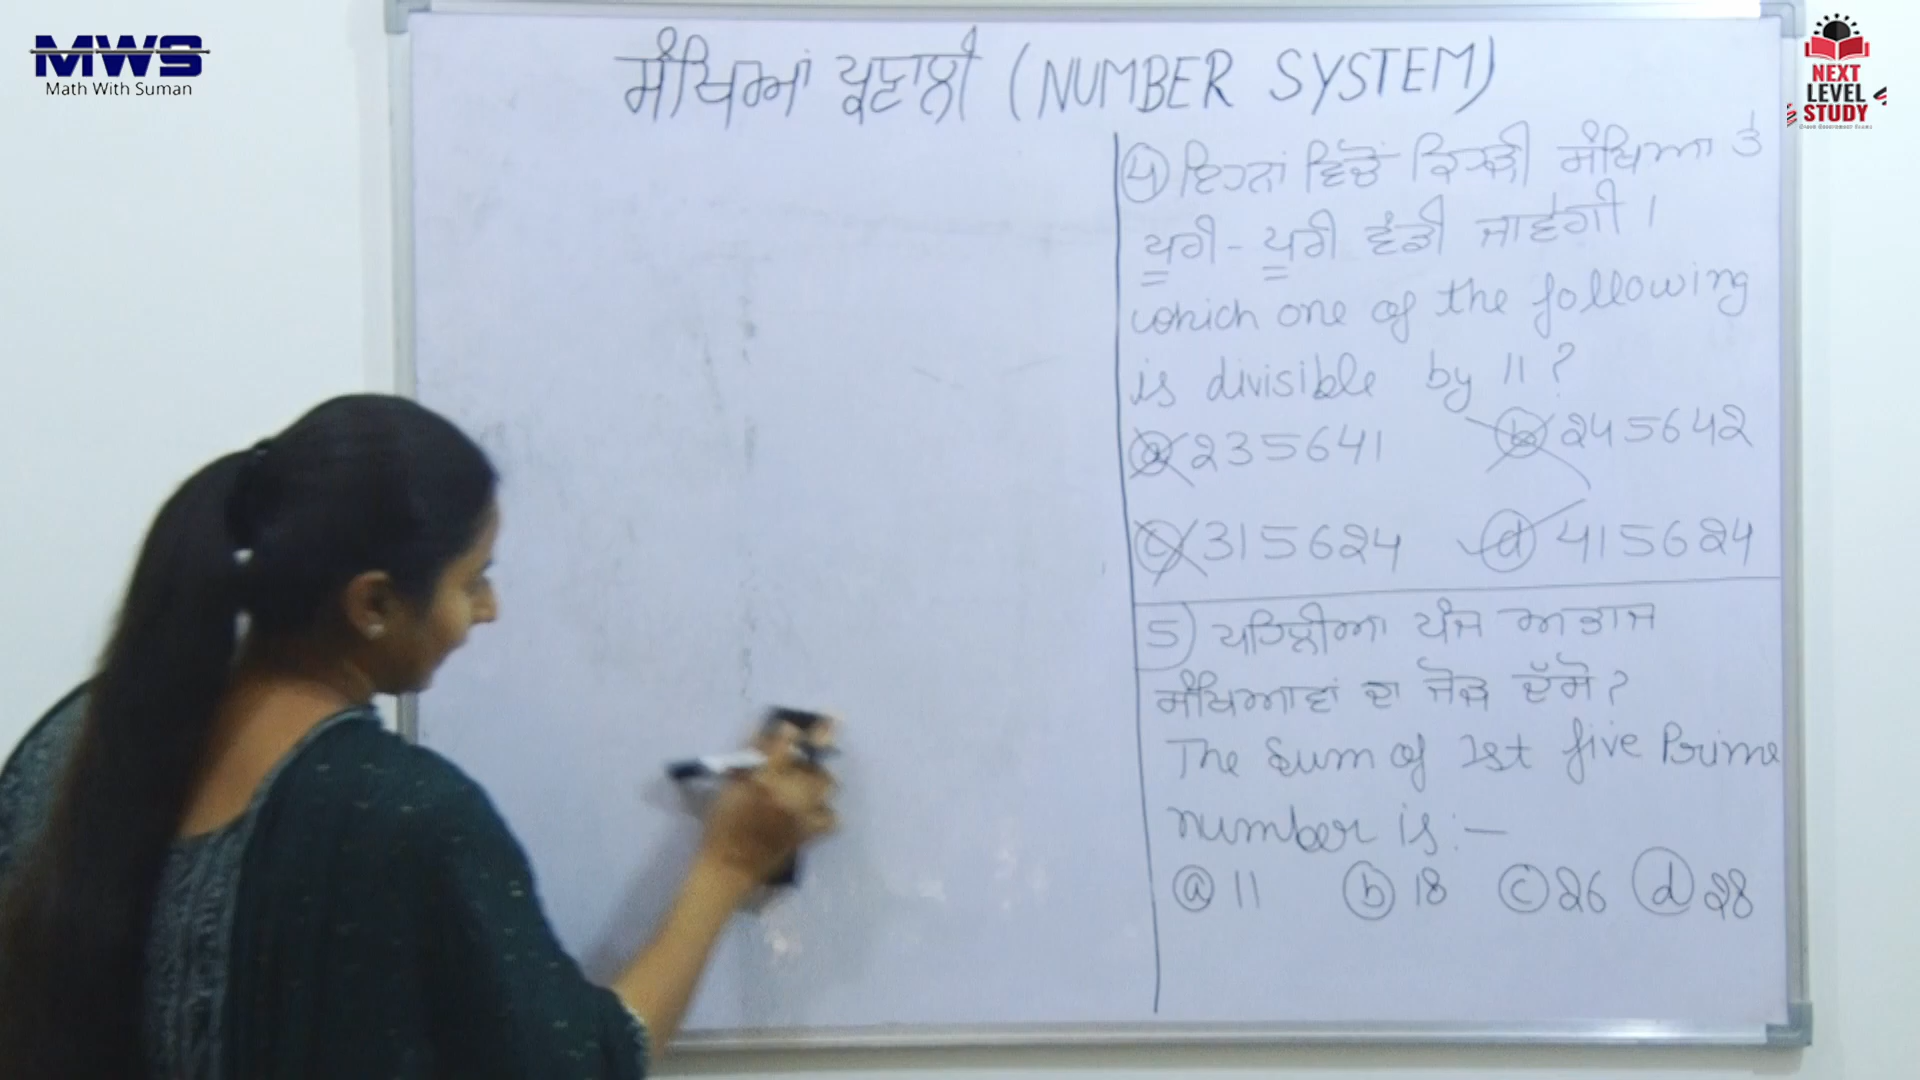 MWS
Math With Suman
NEXT
LEVEL
STUDY
ਸੰਖਿਆਂ ਪ੍ਰਣਾਲੀ (NUMBER SYSTEM)
4 ਇਹਨਾਂ ਵਿੱਚੋਂ ਕਿਹੜੀ ਸੰਖਿਆ ਤੇ
ਪੂਰੀ - ਪੂਰੀ ਵੰਡੀ ਜਾਵੇਗੀ ।
which one of the following
is divisible by 11 ?
a 235641 b 245642
c 315624 d 415624
5) ਪਹਿਲੀਆ ਪੰਜ ਅਭਾਜ
ਸੰਖਿਆਵਾਂ ਦਾ ਜੋੜ ਦੱਸੋ ?
The Sum of 1st five Prime
number is :-
a 11 b 18 c 26 d 28